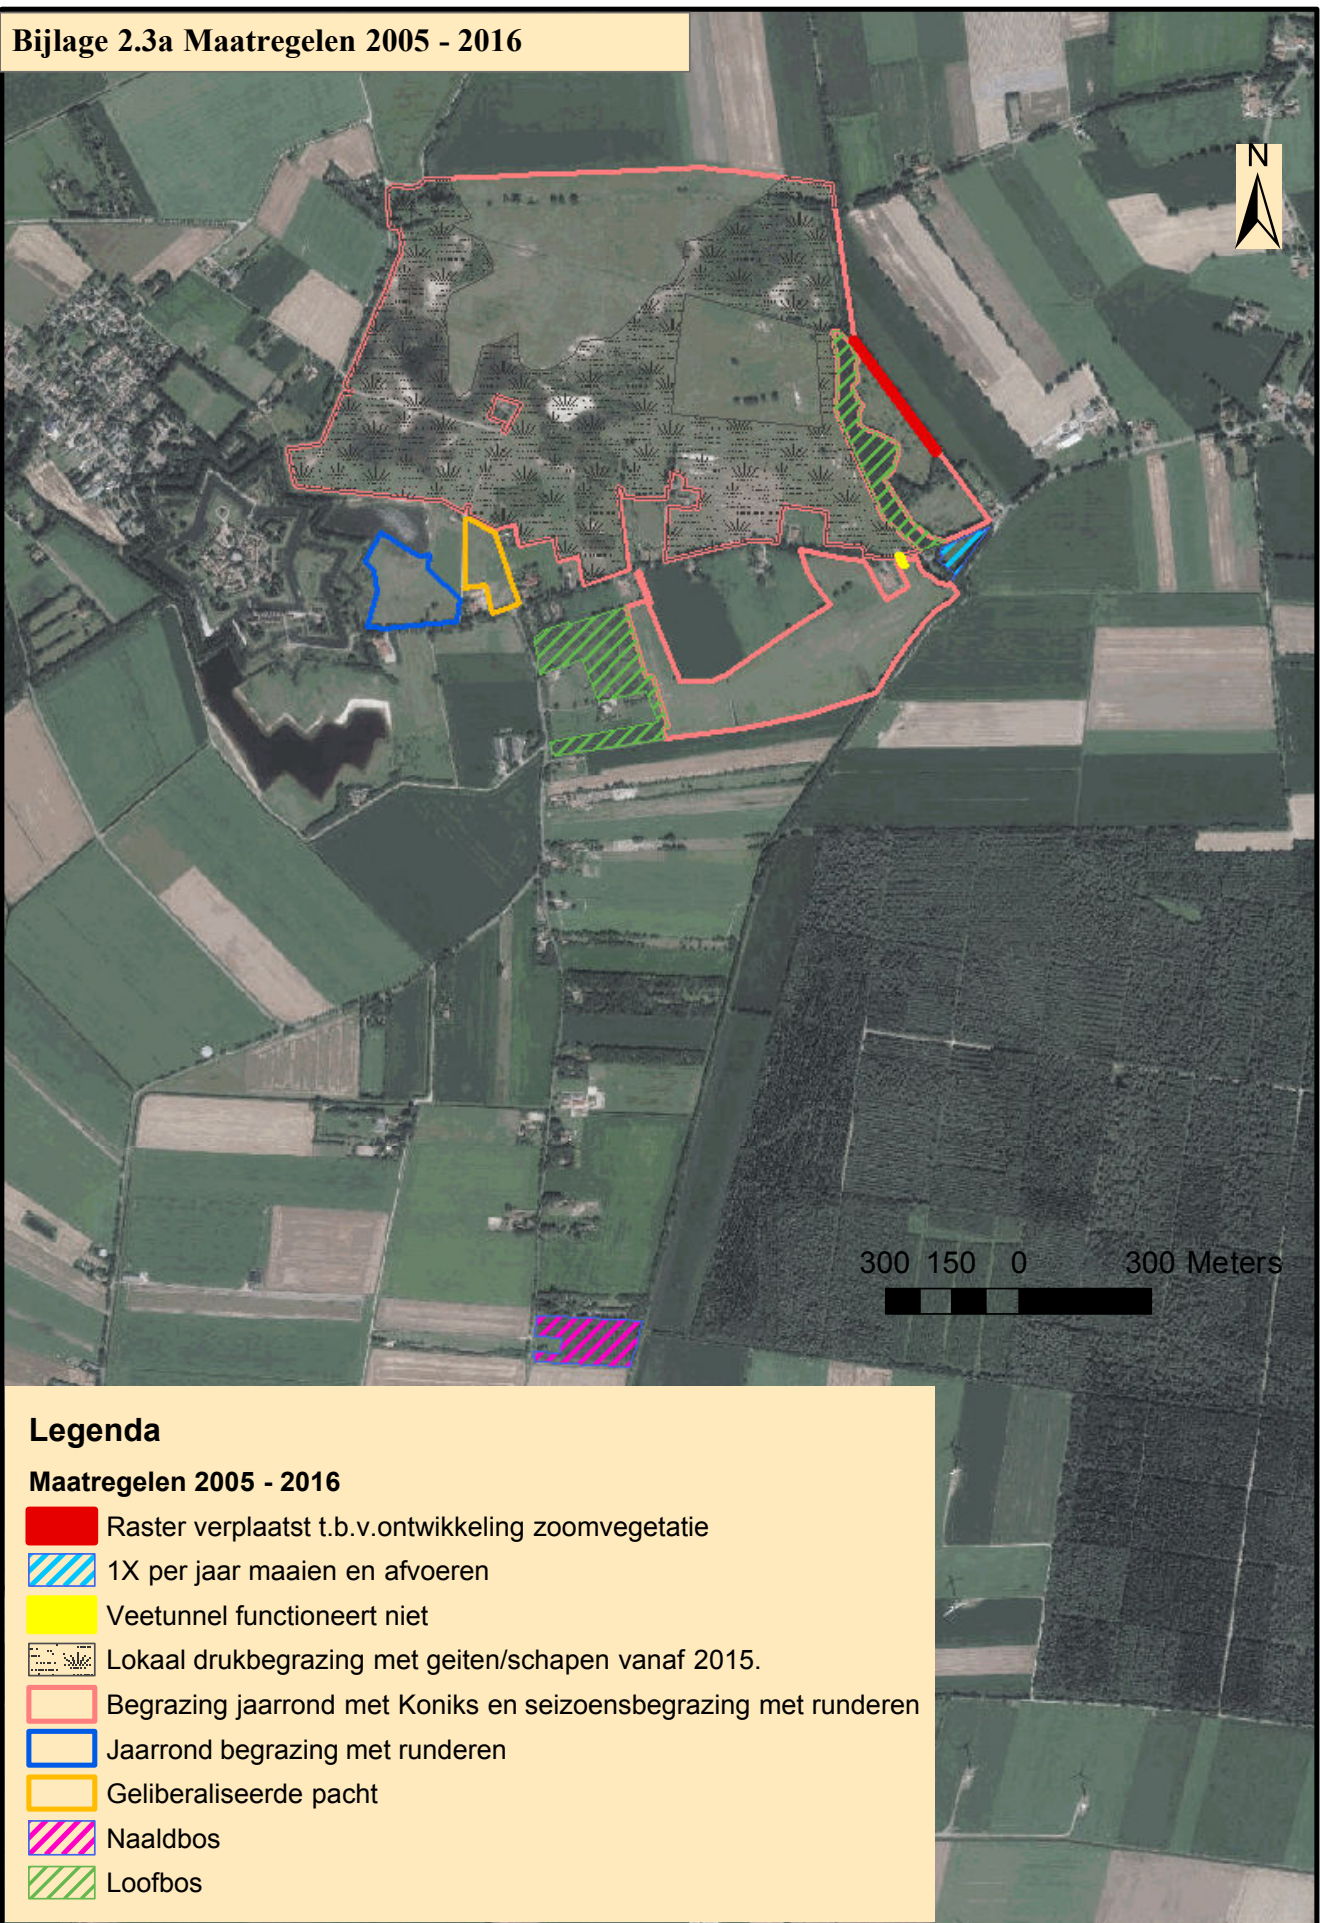 Bijlage 2.3a Maatregelen 2005 - 2016
N
300 150 0 300 Meters
Legenda
Maatregelen 2005 - 2016
Raster verplaatst t.b.v.ontwikkeling zoomvegetatie
1X per jaar maaien en afvoeren
Veetunnel functioneert niet
Lokaal drukbegrazing met geiten/schapen vanaf 2015.
Begrazing jaarrond met Koniks en seizoensbegrazing met runderen
Jaarrond begrazing met runderen
Geliberaliseerde pacht
Naaldbos
Loofbos